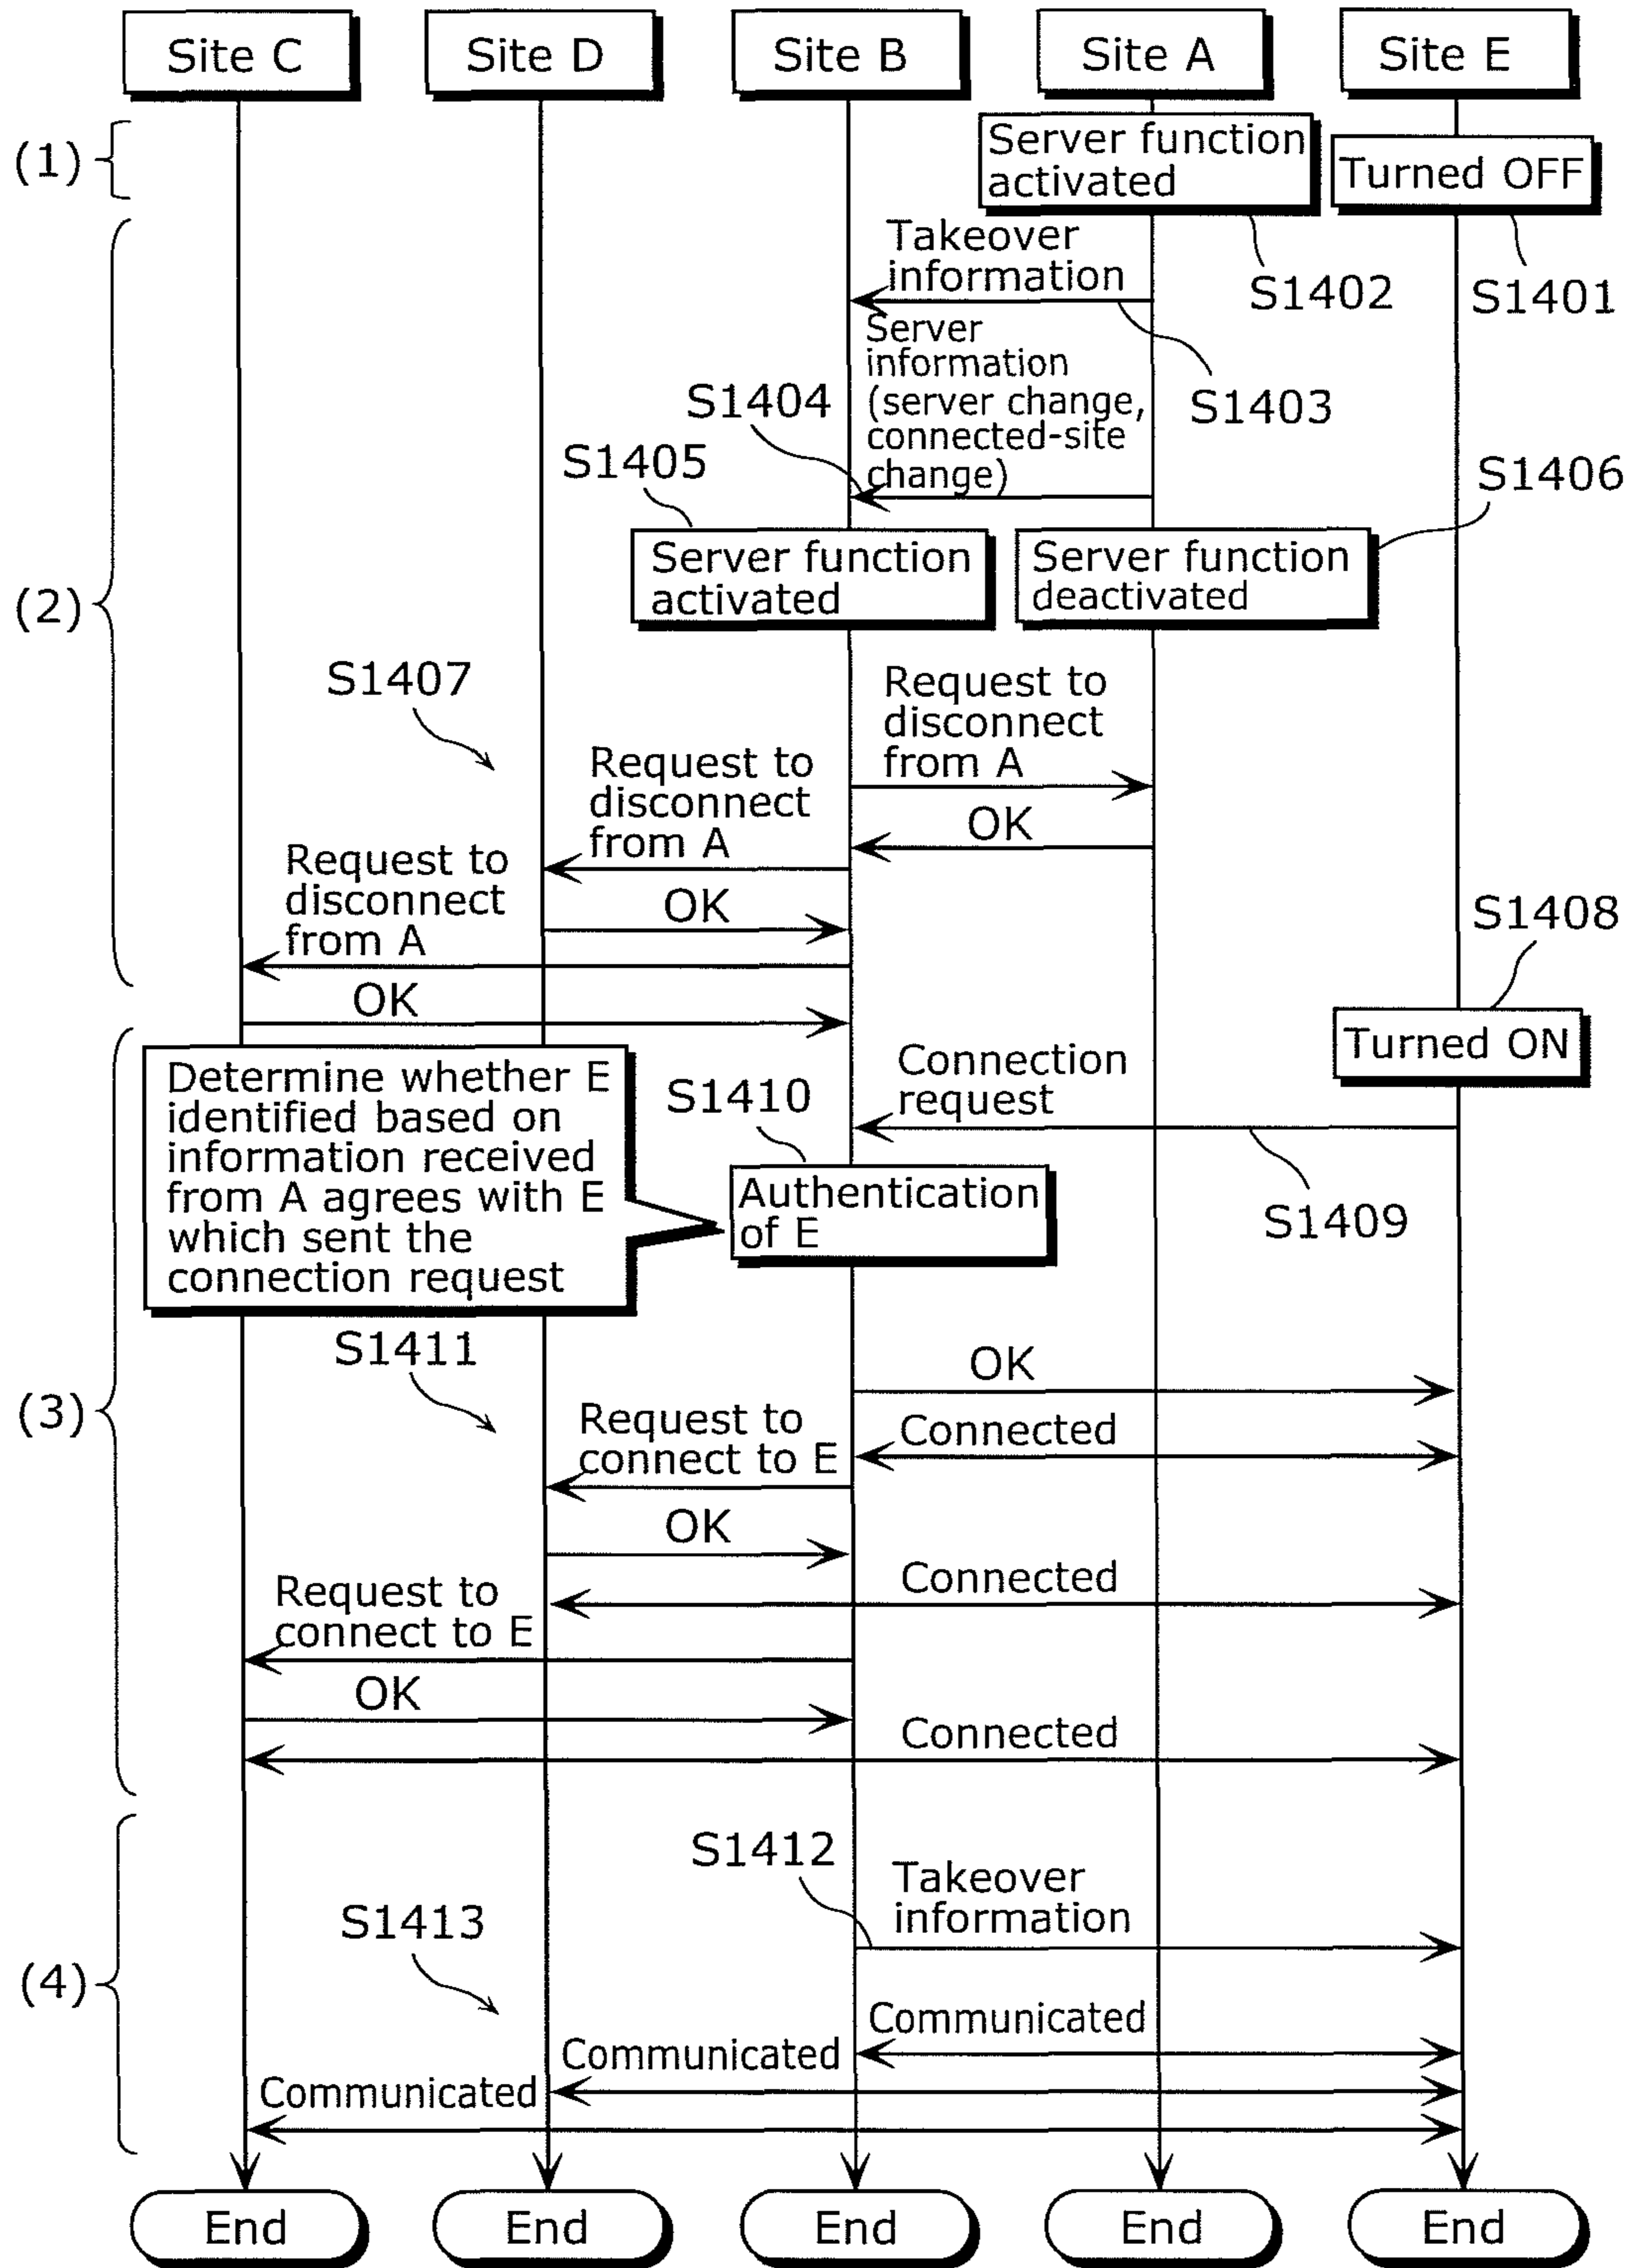 Site C
Site D
Site B
Site A
Site E
(1)
Server function
activated
Turned OFF
S1402
S1401
(2)
Takeover
information
S1403
Server
information
(server change,
connected-site
change)
S1404
S1405
S1406
Server function
activated
Server function
deactivated
S1407
Request to
disconnect
from A
OK
Request to
disconnect
from A
OK
Request to
disconnect
from A
OK
S1408
Turned ON
(3)
Connection
request
S1409
S1410
Authentication
of E
Determine whether E
identified based on
information received
from A agrees with E
which sent the
connection request
S1411
OK
Connected
Request to
connect to E
OK
Connected
Request to
connect to E
OK
Connected
(4)
S1412
Takeover
information
S1413
Communicated
Communicated
Communicated
End
End
End
End
End